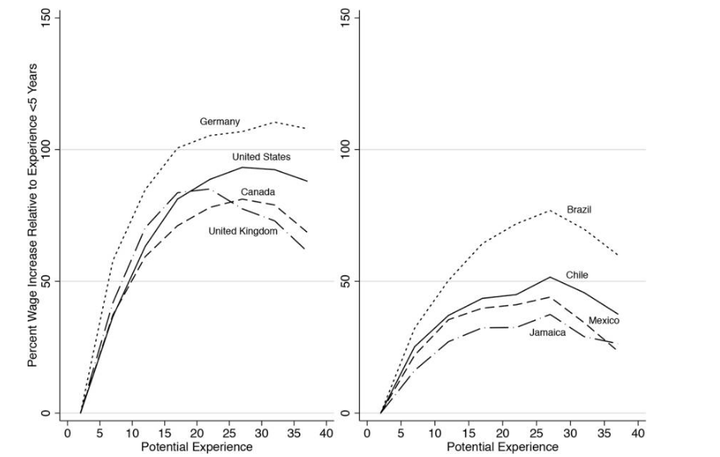 Percent Wage Increase Relative to Experience <5 Years
150
100
50
0
Germany
United States
Canada
United Kingdom
0 5 10 15 20 25 30 35 40
Potential Experience
150
100
50
0
Brazil
Chile
Mexico
Jamaica
0 5 10 15 20 25 30 35 40
Potential Experience